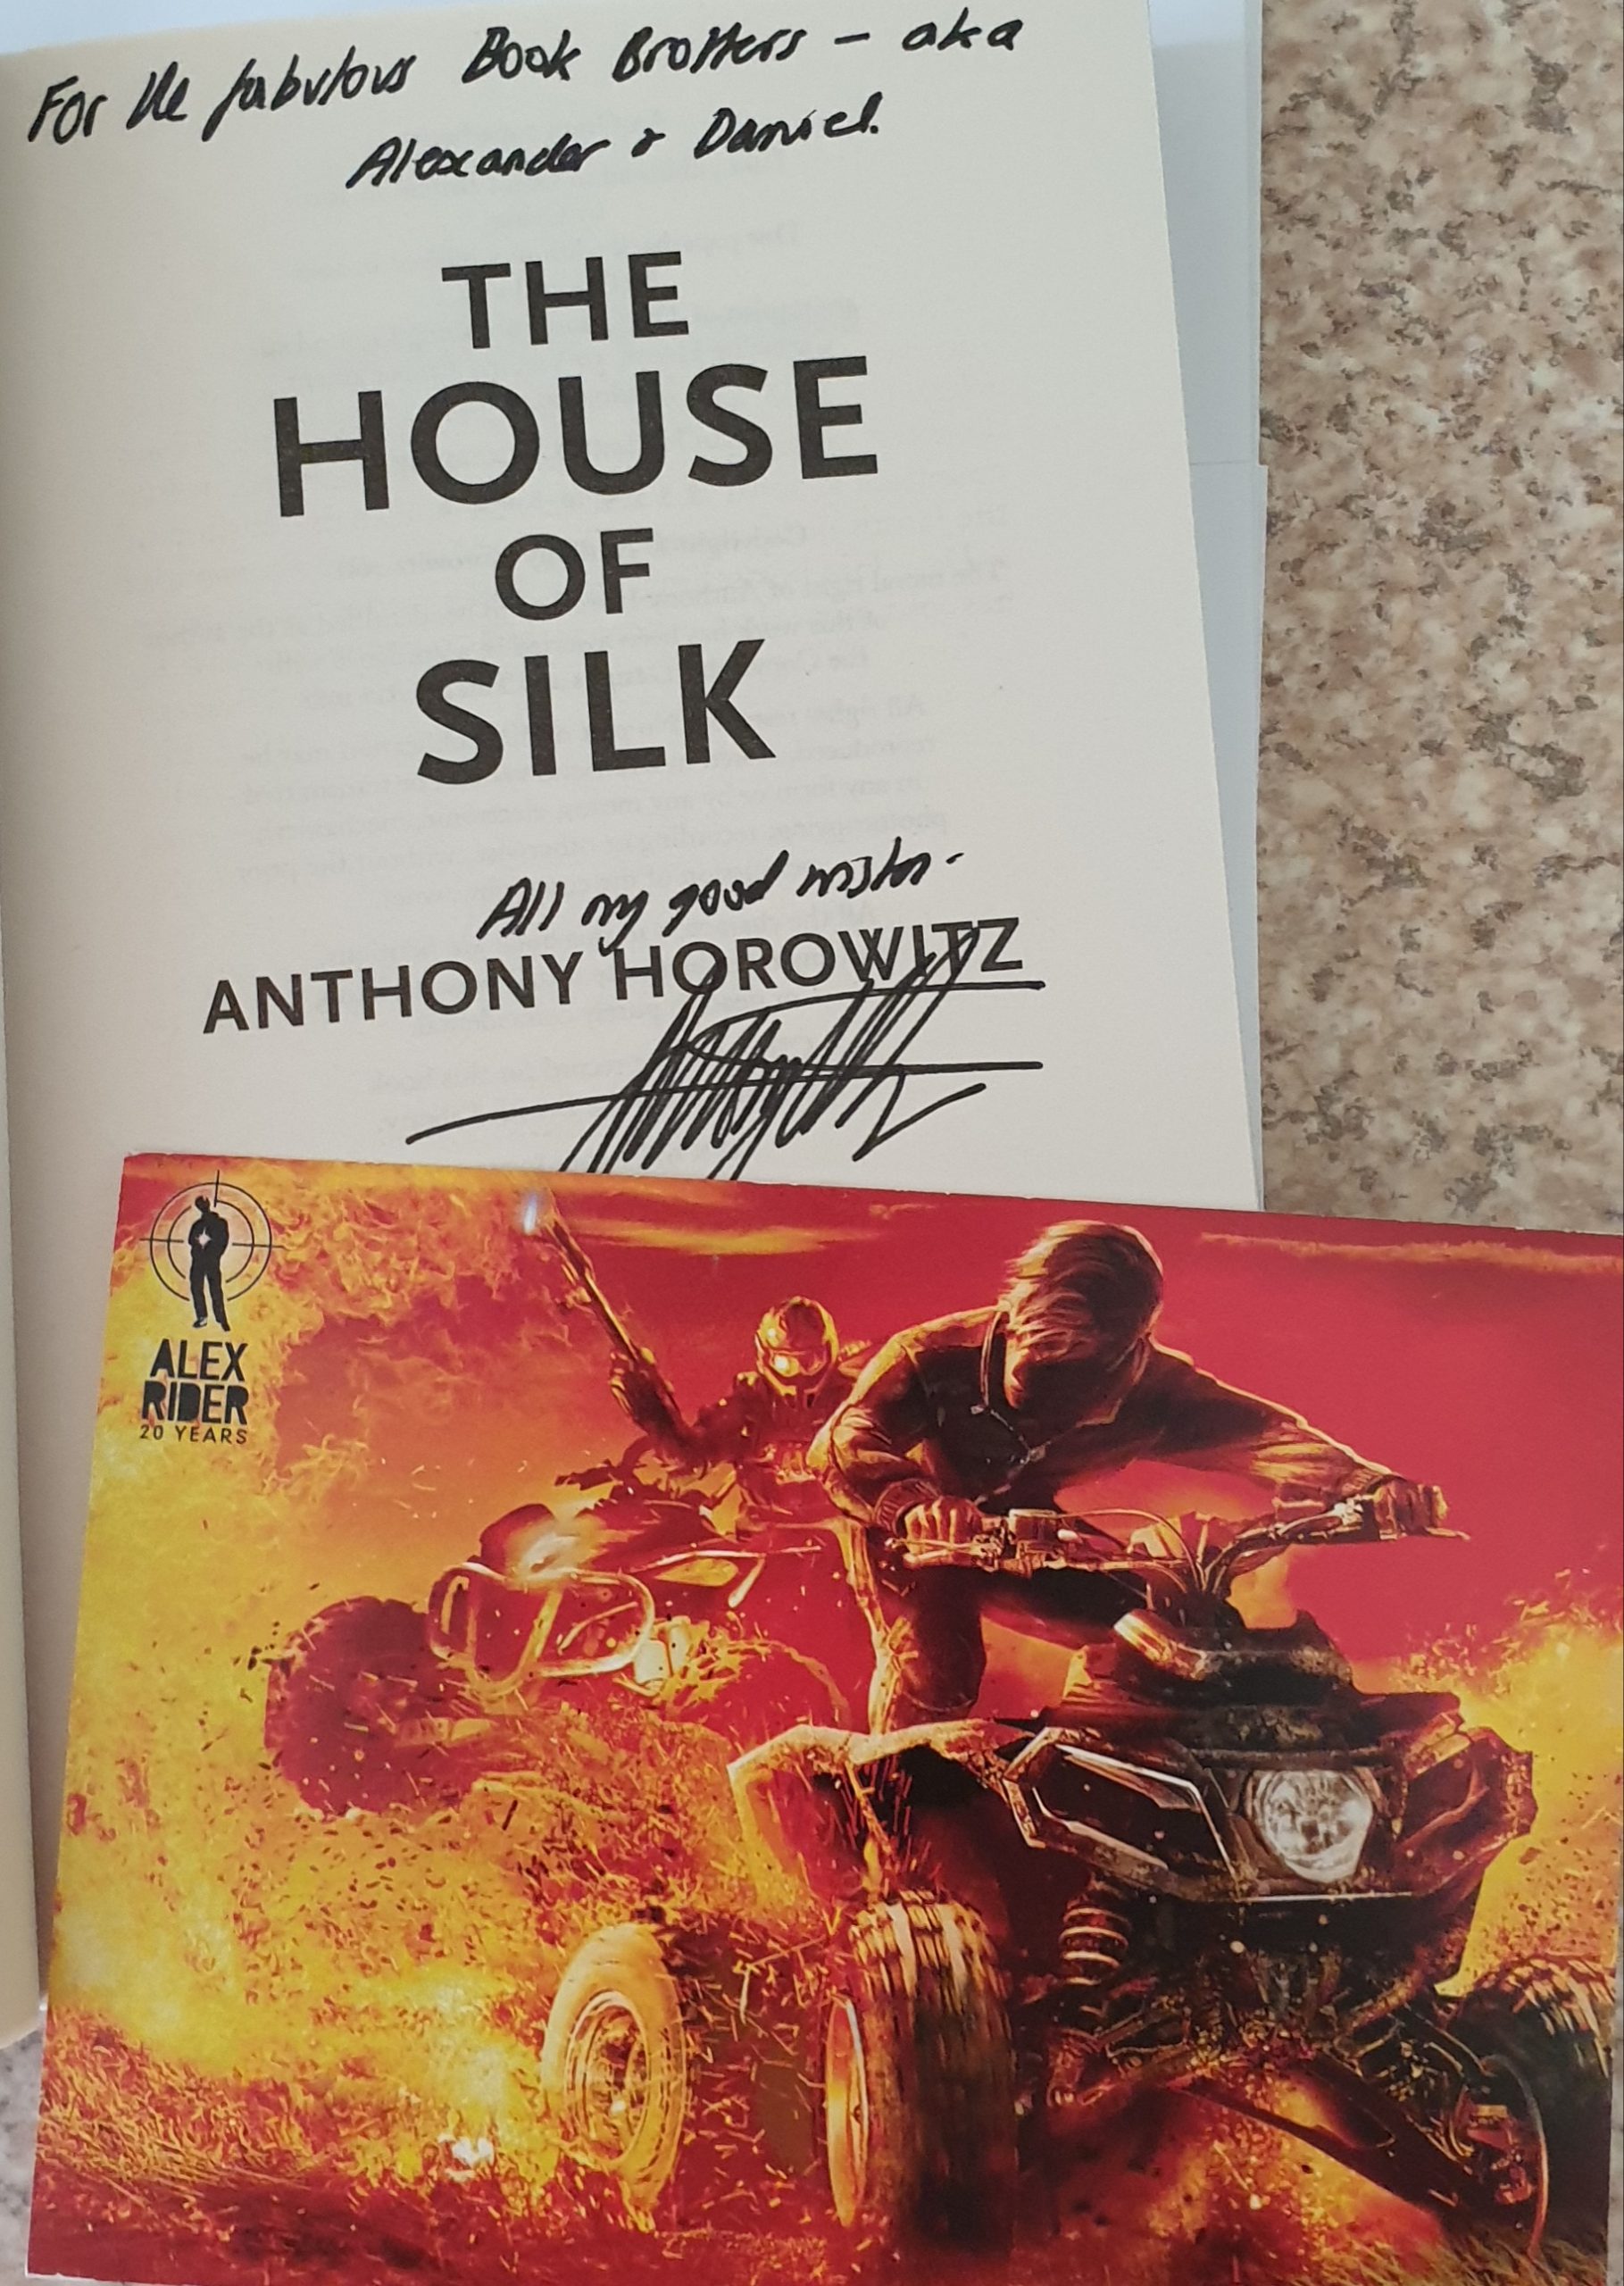 For the fabulous Book Brothers – aka
Alexander & Daniel.
THE
HOUSE
OF
SILK
All my good wishes –
ANTHONY HOROWITZ
ALEX
RIDER
20 YEARS